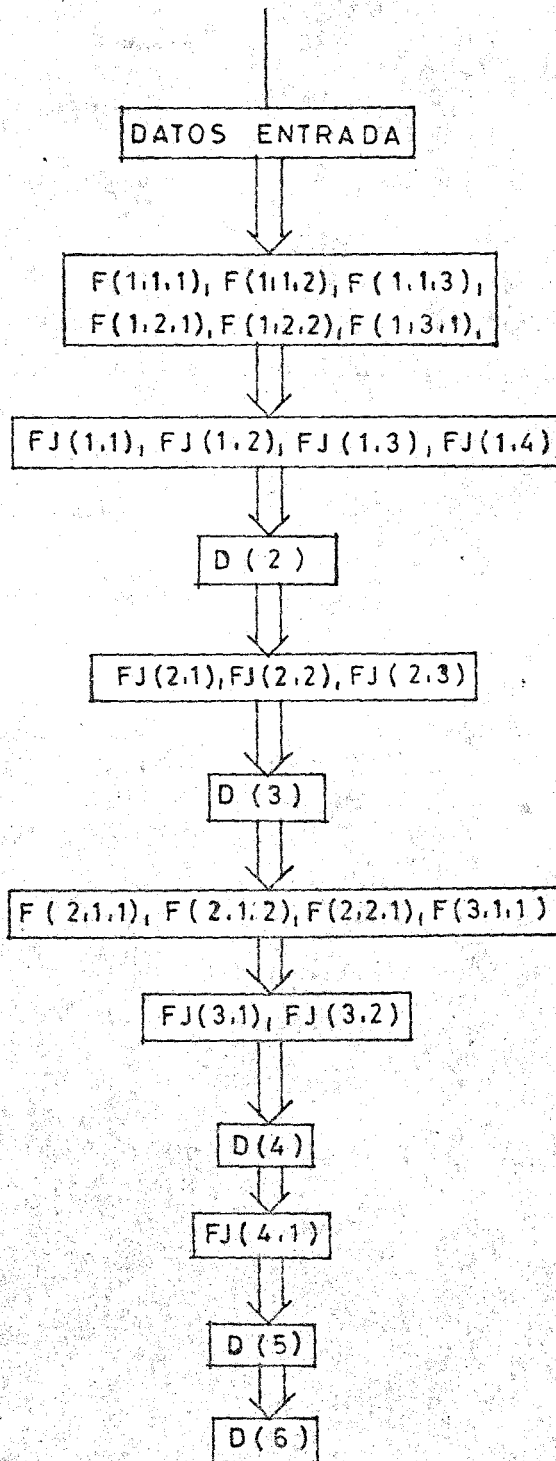 DATOS ENTRADA
F(1.1.1), F(1.1.2), F(1.1.3),
F(1.2.1), F(1.2.2), F(1.3.1),
FJ(1.1), FJ(1.2), FJ(1.3), FJ(1.4)
D(2)
FJ(2.1), FJ(2.2), FJ(2.3)
D(3)
F(2.1.1), F(2.1.2), F(2.2.1), F(3.1.1)
FJ(3.1), FJ(3.2)
D(4)
FJ(4.1)
D(5)
D(6)